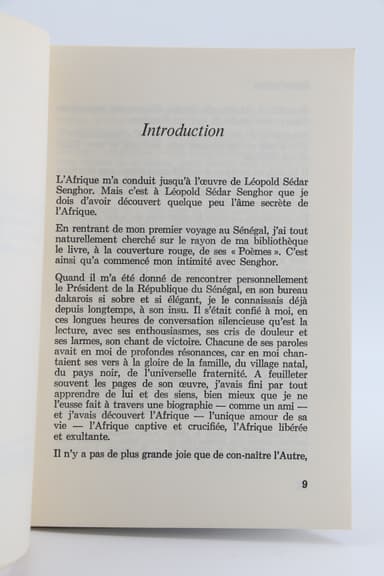 Introduction
L'Afrique m'a conduit jusqu'à l'œuvre de Léopold Sédar
Senghor. Mais c'est à Léopold Sédar Senghor que je
dois d'avoir découvert quelque peu l'âme secrète de
l'Afrique.
En rentrant de mon premier voyage au Sénégal, j'ai tout
naturellement cherché sur le rayon de ma bibliothèque
le livre, à la couverture rouge, de ses « Poèmes ». C'est
ainsi qu'a commencé mon intimité avec Senghor.
Quand il m'a été donné de rencontrer personnellement
le Président de la République du Sénégal, en son bureau
dakarois si sobre et si élégant, je le connaissais déjà
depuis longtemps, à son insu. Il s'était confié à moi, en
ces longues heures de conversation silencieuse qu'est la
lecture, avec ses enthousiasmes, ses cris de douleur et
ses larmes, son chant de victoire. Chacune de ses paroles
avait en moi de profondes résonances, car en moi chan-
taient ses vers à la gloire de la famille, du village natal,
du pays noir, de l'universelle fraternité. A feuilleter
souvent les pages de son œuvre, j'avais fini par tout
apprendre de lui et des siens, bien mieux que je ne
l'eusse fait à travers une biographie — comme un ami —
et j'avais découvert l'Afrique — l'unique amour de sa
vie — l'Afrique captive et crucifiée, l'Afrique libérée
et exultante.
Il n'y a pas de plus grande joie que de con-naître l'Autre,
9